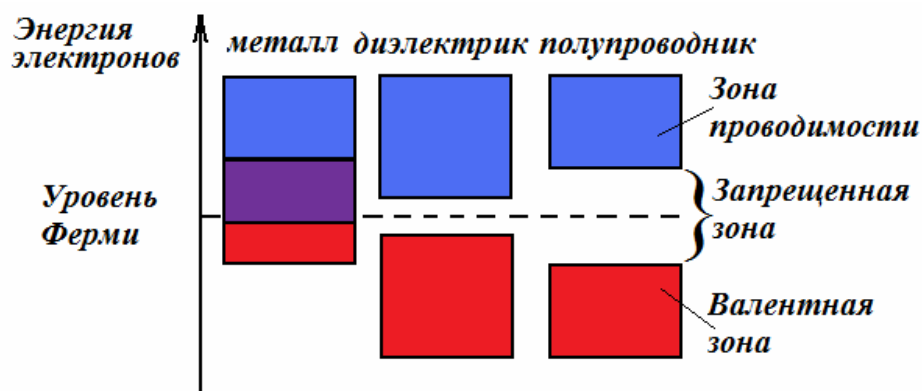 Энергия
электронов
металл диэлектрик полупроводник
Зона
проводимости
Уровень
Ферми
Запрещенная
зона
Валентная
зона